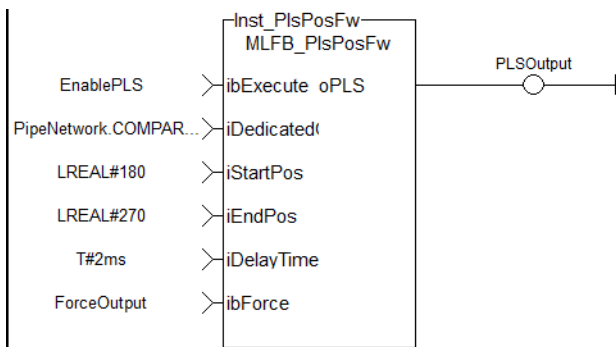 Inst_PlsPosFw
MLFB_PlsPosFw
PLSOutput
EnablePLS ibExecute oPLS
PipeNetwork.COMPAR... iDedicated
LREAL#180 iStartPos
LREAL#270 iEndPos
T#2ms iDelayTime
ForceOutput ibForce